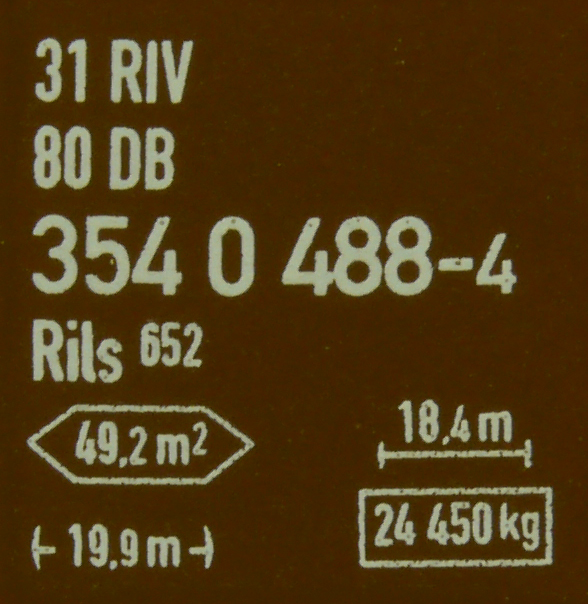 31 RIV
80 DB
354 0 488-4
Rils 652
49,2 m²
18,4 m
24 450 kg
19,9 m